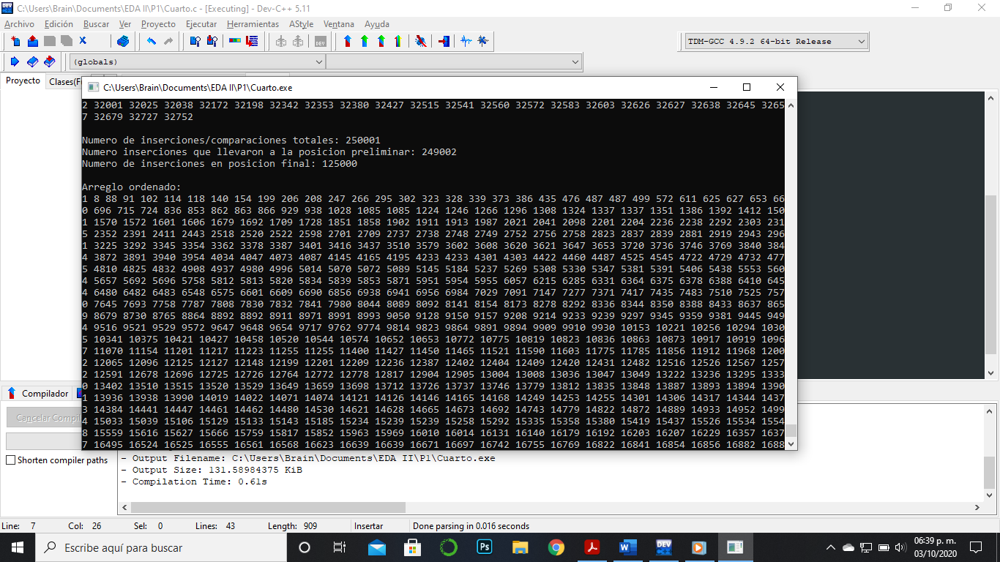 C:\Users\Brain\Documents\EDA II\P1\Cuarto.c - [Executing] - Dev-C++ 5.11
Archivo Edición Buscar Ver Proyecto Ejecutar Herramientas AStyle Ventana Ayuda
TDM-GCC 4.9.2 64-bit Release
(globals)
Proyecto Clases(F
C:\Users\Brain\Documents\EDA II\P1\Cuarto.exe
2 32001 32025 32038 32172 32198 32342 32353 32380 32427 32515 32541 32560 32572 32583 32603 32626 32627 32638 32645 3265
7 32679 32727 32752
Numero de inserciones/comparaciones totales: 250001
Numero inserciones que llevaron a la posicion preliminar: 249002
Numero de inserciones en posicion final: 125000
Arreglo ordenado:
1 8 88 91 102 114 118 140 154 199 206 208 247 266 295 302 323 328 339 373 386 435 476 487 487 499 572 611 625 627 653 66
0 696 715 724 836 853 862 863 866 929 938 1028 1085 1085 1224 1246 1266 1296 1308 1324 1337 1337 1351 1386 1392 1412 150
1 1570 1572 1601 1606 1679 1692 1709 1728 1851 1858 1902 1911 1913 1987 2021 2041 2098 2201 2204 2236 2238 2292 2303 231
5 2352 2391 2411 2443 2518 2520 2522 2598 2701 2709 2737 2738 2748 2749 2752 2756 2758 2823 2837 2839 2881 2919 2943 296
1 3225 3292 3345 3354 3362 3378 3387 3401 3416 3437 3510 3579 3602 3608 3620 3621 3647 3653 3720 3736 3746 3769 3840 384
4 3872 3891 3940 3954 4034 4047 4073 4087 4145 4165 4195 4233 4233 4301 4303 4422 4460 4487 4525 4545 4722 4729 4732 477
5 4810 4825 4832 4908 4937 4980 4996 5014 5070 5072 5089 5145 5184 5237 5269 5308 5330 5347 5381 5391 5406 5438 5553 560
4 5657 5692 5696 5758 5812 5813 5820 5834 5839 5853 5871 5951 5954 5955 6057 6215 6285 6331 6364 6375 6378 6388 6410 645
4 6480 6482 6483 6548 6575 6601 6609 6690 6856 6938 6941 6956 6984 7029 7091 7147 7277 7371 7417 7435 7483 7510 7525 757
0 7645 7693 7758 7787 7808 7830 7832 7841 7980 8044 8089 8092 8141 8154 8173 8278 8292 8336 8344 8350 8388 8433 8637 865
9 8679 8730 8765 8864 8892 8892 8911 8971 8991 8993 9050 9128 9150 9157 9208 9214 9233 9239 9297 9345 9359 9381 9445 949
4 9516 9521 9529 9572 9647 9648 9654 9717 9762 9774 9814 9823 9864 9891 9894 9909 9910 9930 10153 10221 10256 10294 1030
5 10341 10375 10421 10427 10458 10520 10544 10574 10652 10653 10772 10775 10819 10823 10836 10863 10873 10917 10919 1096
7 11070 11154 11201 11217 11223 11255 11255 11400 11427 11450 11465 11521 11590 11603 11775 11785 11856 11912 11968 1200
2 12065 12096 12125 12127 12148 12199 12201 12209 12236 12387 12402 12404 12409 12420 12431 12482 12516 12526 12567 1257
2 12591 12678 12696 12725 12726 12764 12772 12778 12817 12904 12905 13004 13008 13036 13047 13049 13222 13236 13295 1333
0 13402 13510 13515 13520 13529 13649 13659 13698 13712 13726 13737 13746 13779 13812 13835 13848 13887 13893 13894 1390
1 13936 13938 13990 14019 14022 14071 14074 14121 14126 14146 14165 14168 14249 14253 14255 14301 14306 14317 14344 1437
3 14384 14441 14447 14461 14462 14480 14530 14621 14628 14665 14673 14692 14743 14779 14822 14872 14889 14933 14952 1499
4 15033 15039 15106 15129 15133 15143 15185 15234 15239 15239 15258 15292 15335 15358 15380 15419 15437 15526 15534 1554
8 15559 15616 15627 15666 15759 15817 15852 15963 15969 16010 16014 16131 16140 16179 16192 16203 16207 16229 16357 1637
7 16495 16524 16525 16555 16561 16568 16623 16639 16639 16671 16697 16742 16755 16769 16822 16841 16854 16856 16882 1688
Compilador
Cancelar Compil
Shorten compiler paths
- Output Filename: C:\Users\Brain\Documents\EDA II\P1\Cuarto.exe
- Output Size: 131.58984375 KiB
- Compilation Time: 0.61s
Line: 7 Col: 26 Sel: 0 Lines: 43 Length: 909 Insertar Done parsing in 0.016 seconds
Escribe aquí para buscar
06:39 p. m.
03/10/2020